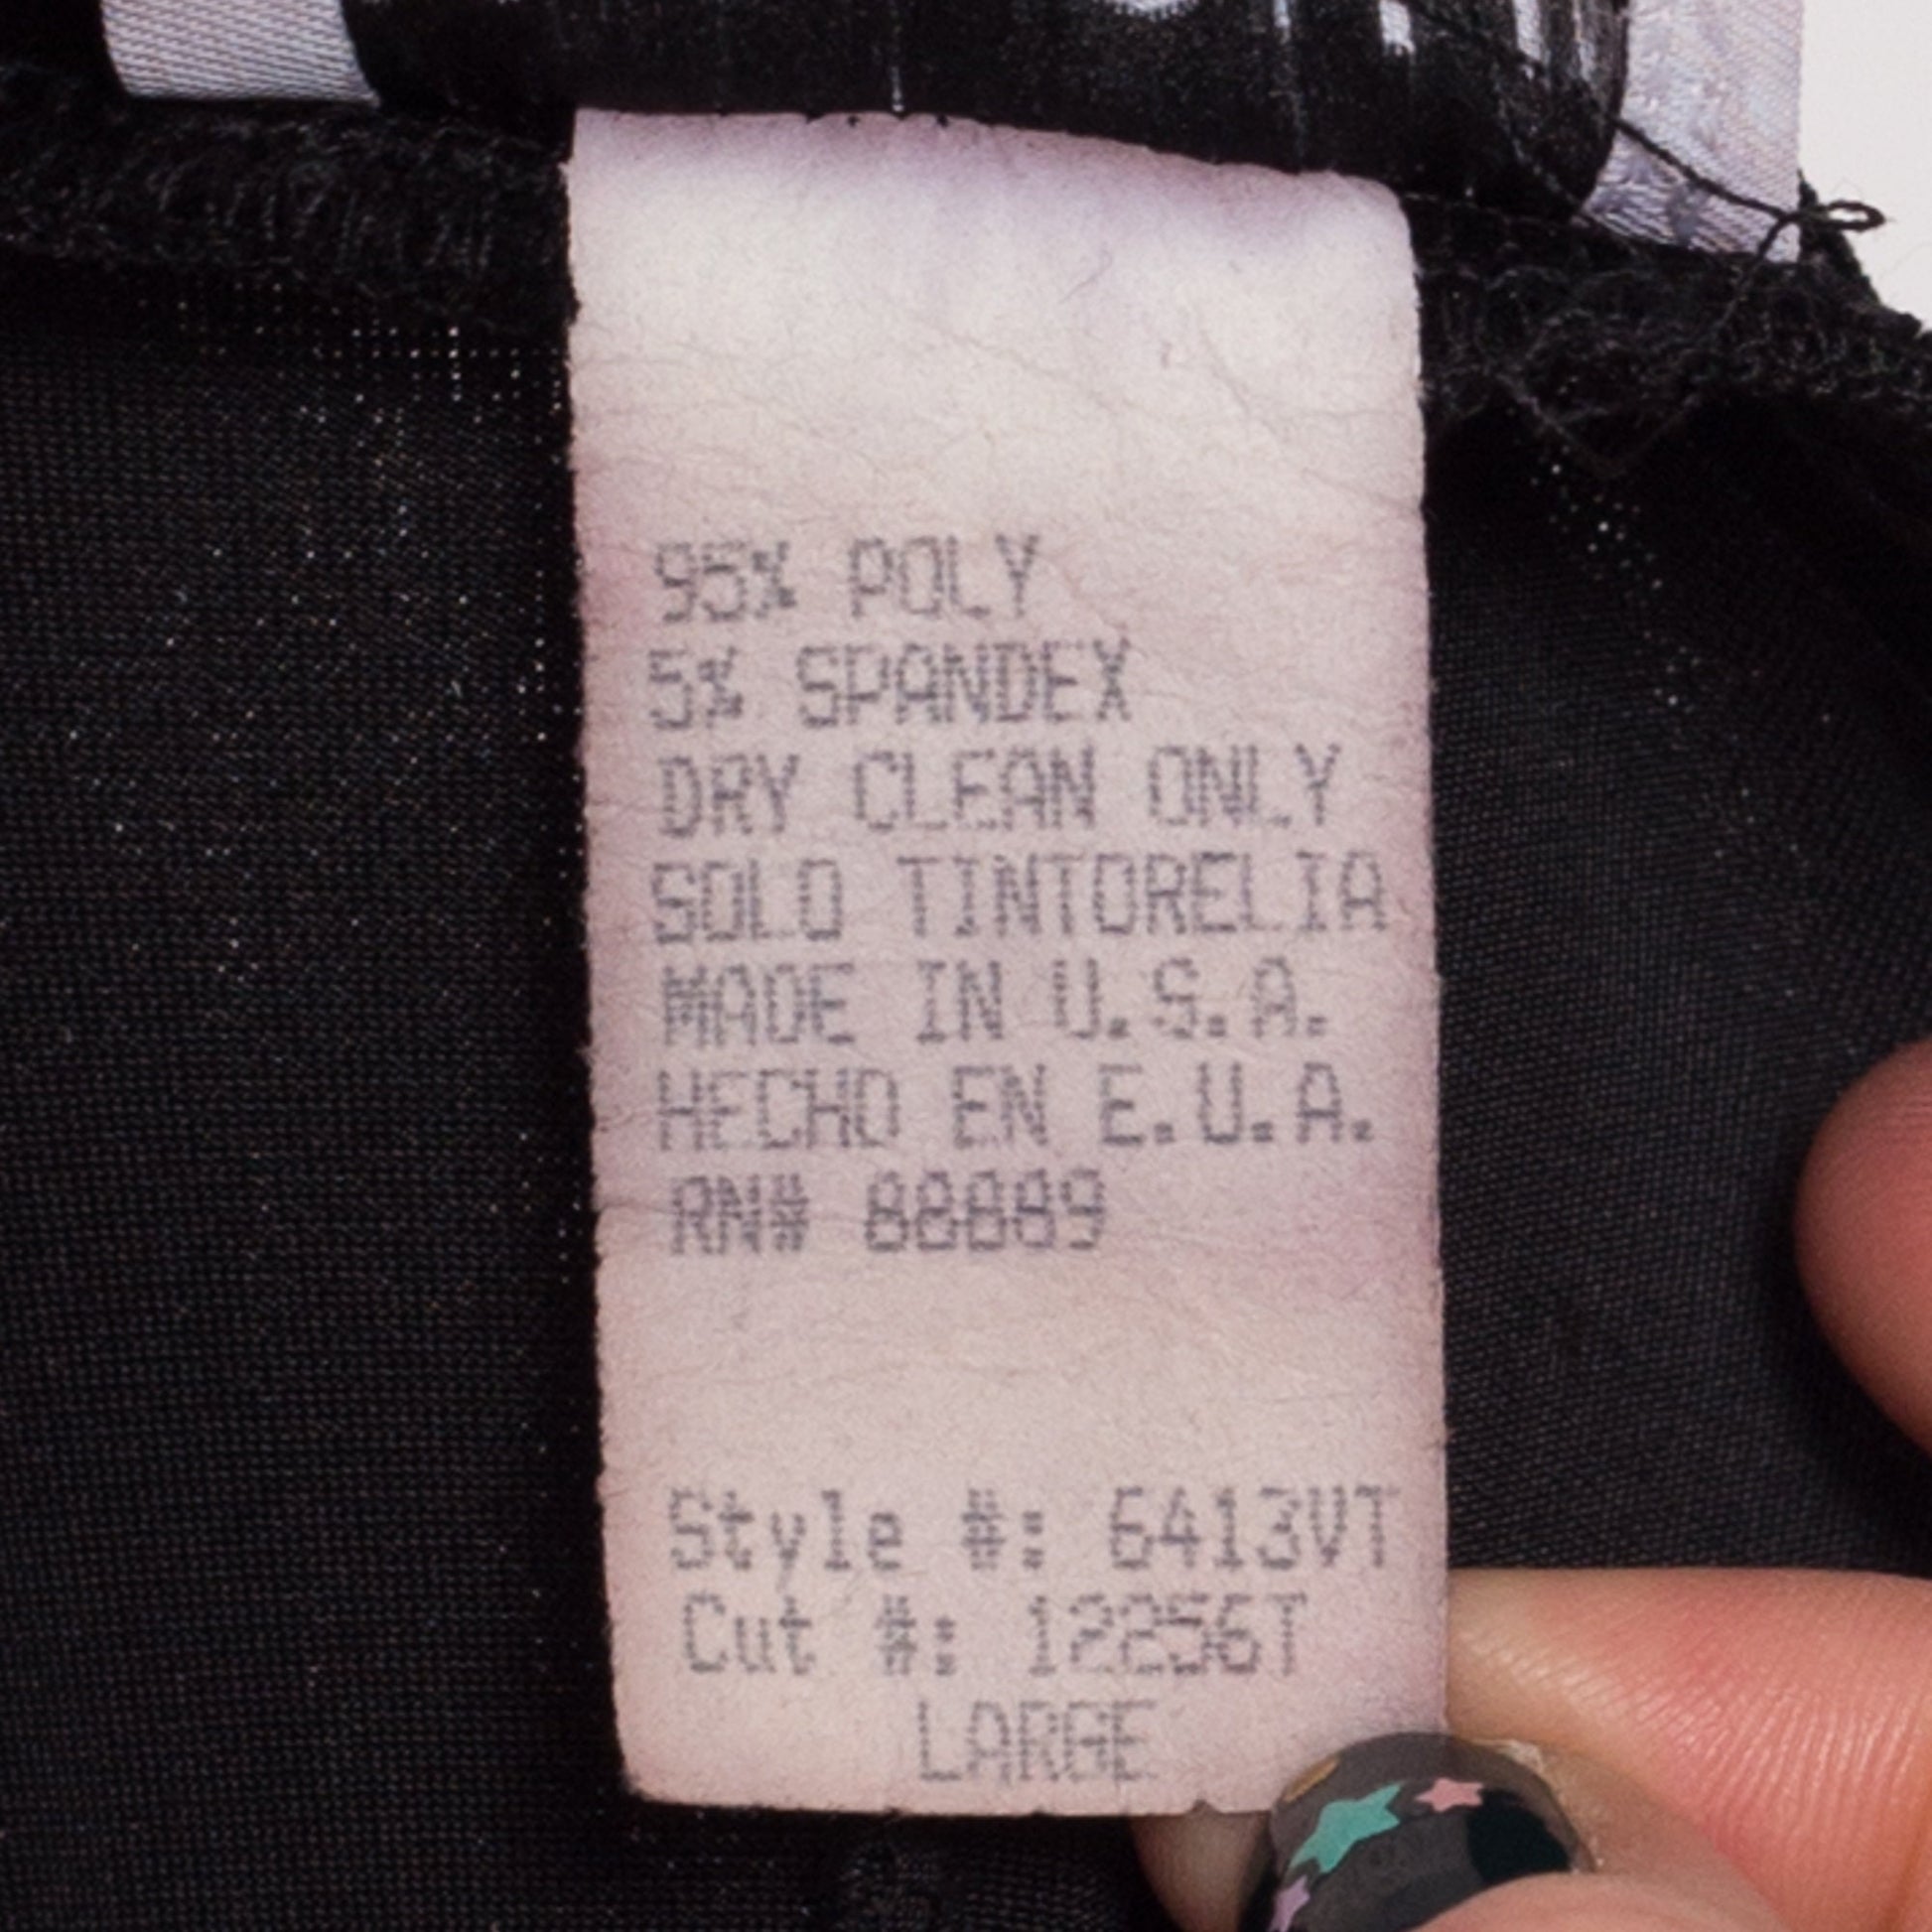 95% POLY
5% SPANDEX
DRY CLEAN ONLY
SOLO TINTORELIA
MADE IN U.S.A.
HECHO EN E.U.A.
RN# 88889
Style #: 6413VT
Cut #: 12256T
LARGE